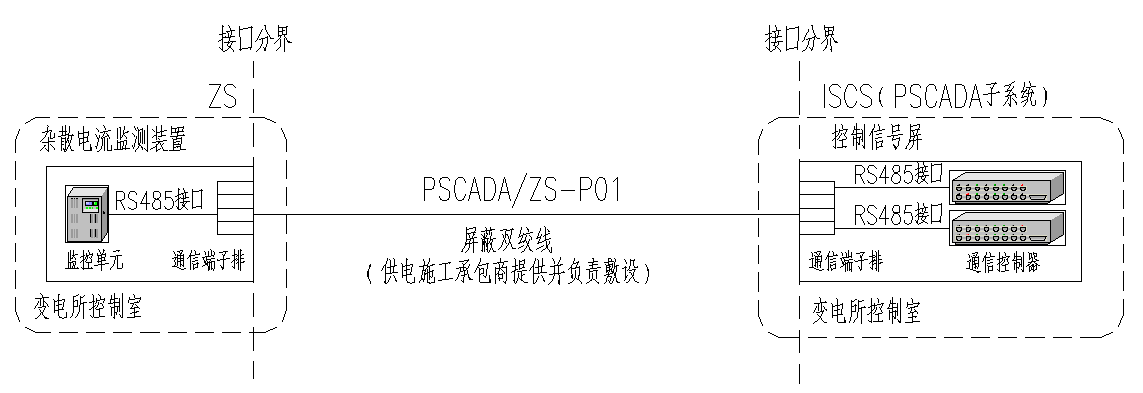 接口分界
接口分界
ZS
ISCS（PSCADA子系统）
杂散电流监测装置
控制信号屏
RS485接口
RS485接口
PSCADA/ZS-P01
RS485接口
屏蔽双绞线
监控单元
通信端子排
（供电施工承包商提供并负责敷设）
通信端子排
通信控制器
变电所控制室
变电所控制室